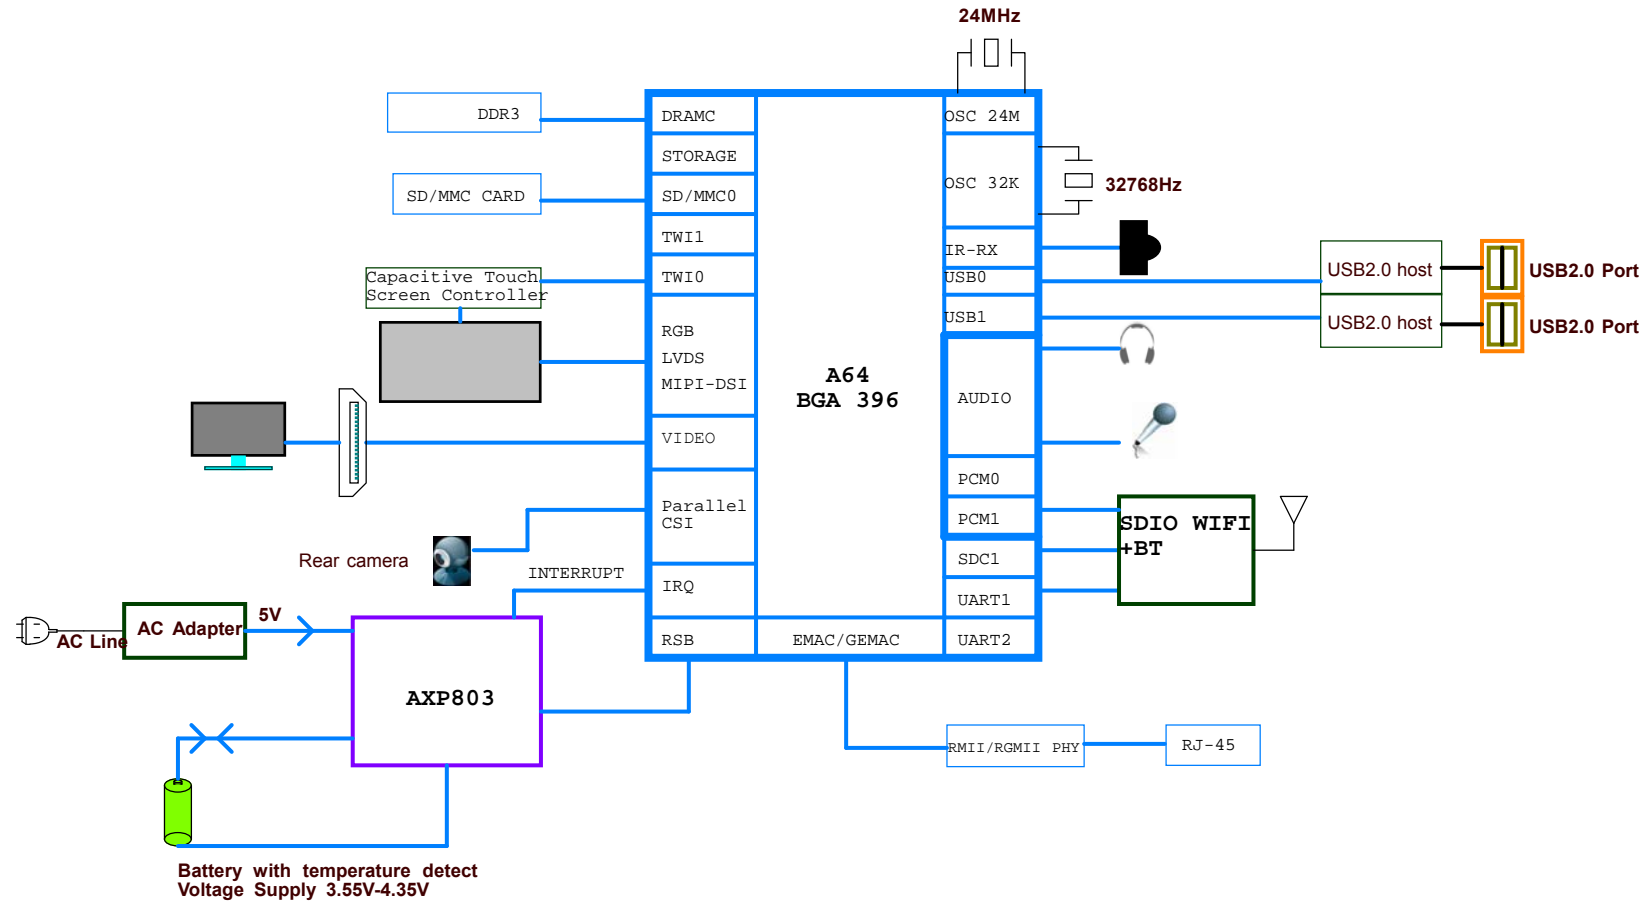 24MHz
DDR3
DRAMC
OSC 24M
STORAGE
SD/MMC CARD
SD/MMC0
OSC 32K
32768Hz
TWI1
IR-RX
Capacitive Touch
Screen Controller
TWI0
USB0
USB2.0 host
USB2.0 Port
USB1
USB2.0 host
USB2.0 Port
RGB
LVDS
MIPI-DSI
A64
BGA 396
AUDIO
VIDEO
PCM0
Parallel
CSI
PCM1
SDIO WIFI
+BT
Rear camera
SDC1
INTERRUPT
IRQ
UART1
5V
AC Line
AC Adapter
RSB
EMAC/GEMAC
UART2
AXP803
RMII/RGMII PHY
RJ-45
Battery with temperature detect
Voltage Supply 3.55V-4.35V